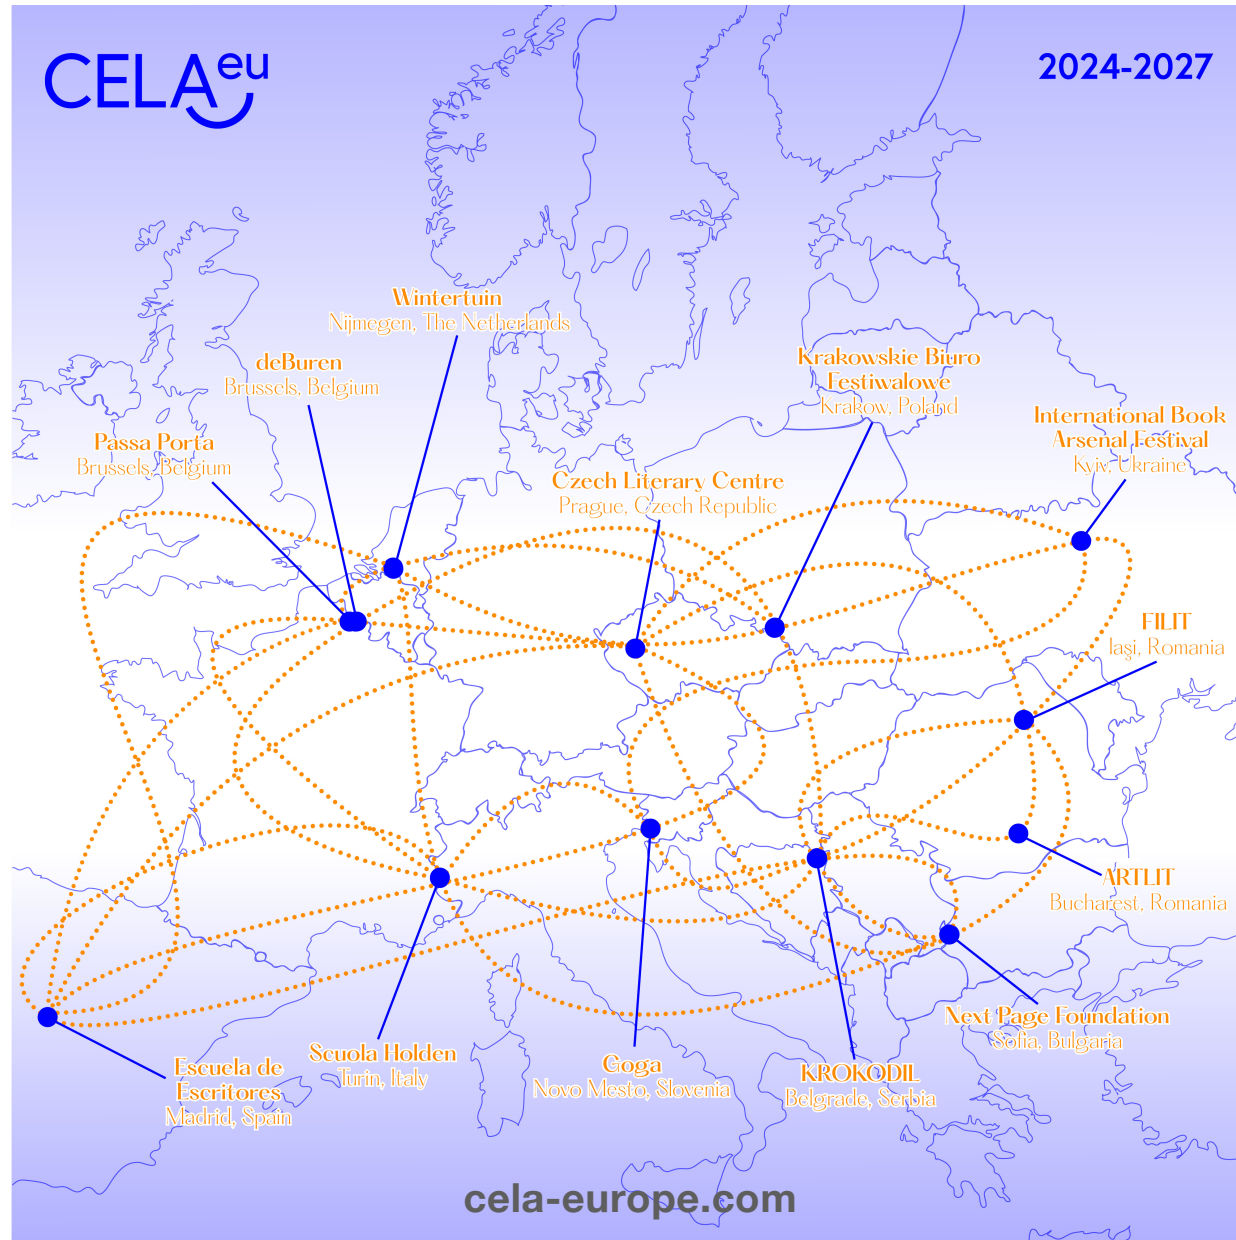 CELAeu
2024-2027
Wintertuin
Nijmegen, The Netherlands
deBuren
Brussels, Belgium
Passa Porta
Brussels, Belgium
Krakowskie Biuro
Festiwalowe
Krakow, Poland
International Book
Arsenal Festival
Kyiv, Ukraine
Czech Literary Centre
Prague, Czech Republic
FILIT
Iași, Romania
ARTLIT
Bucharest, Romania
Next Page Foundation
Sofia, Bulgaria
Scuola Holden
Turin, Italy
Escuela de
Escritores
Madrid, Spain
Goga
Novo Mesto, Slovenia
KROKODIL
Belgrade, Serbia
cela-europe.com